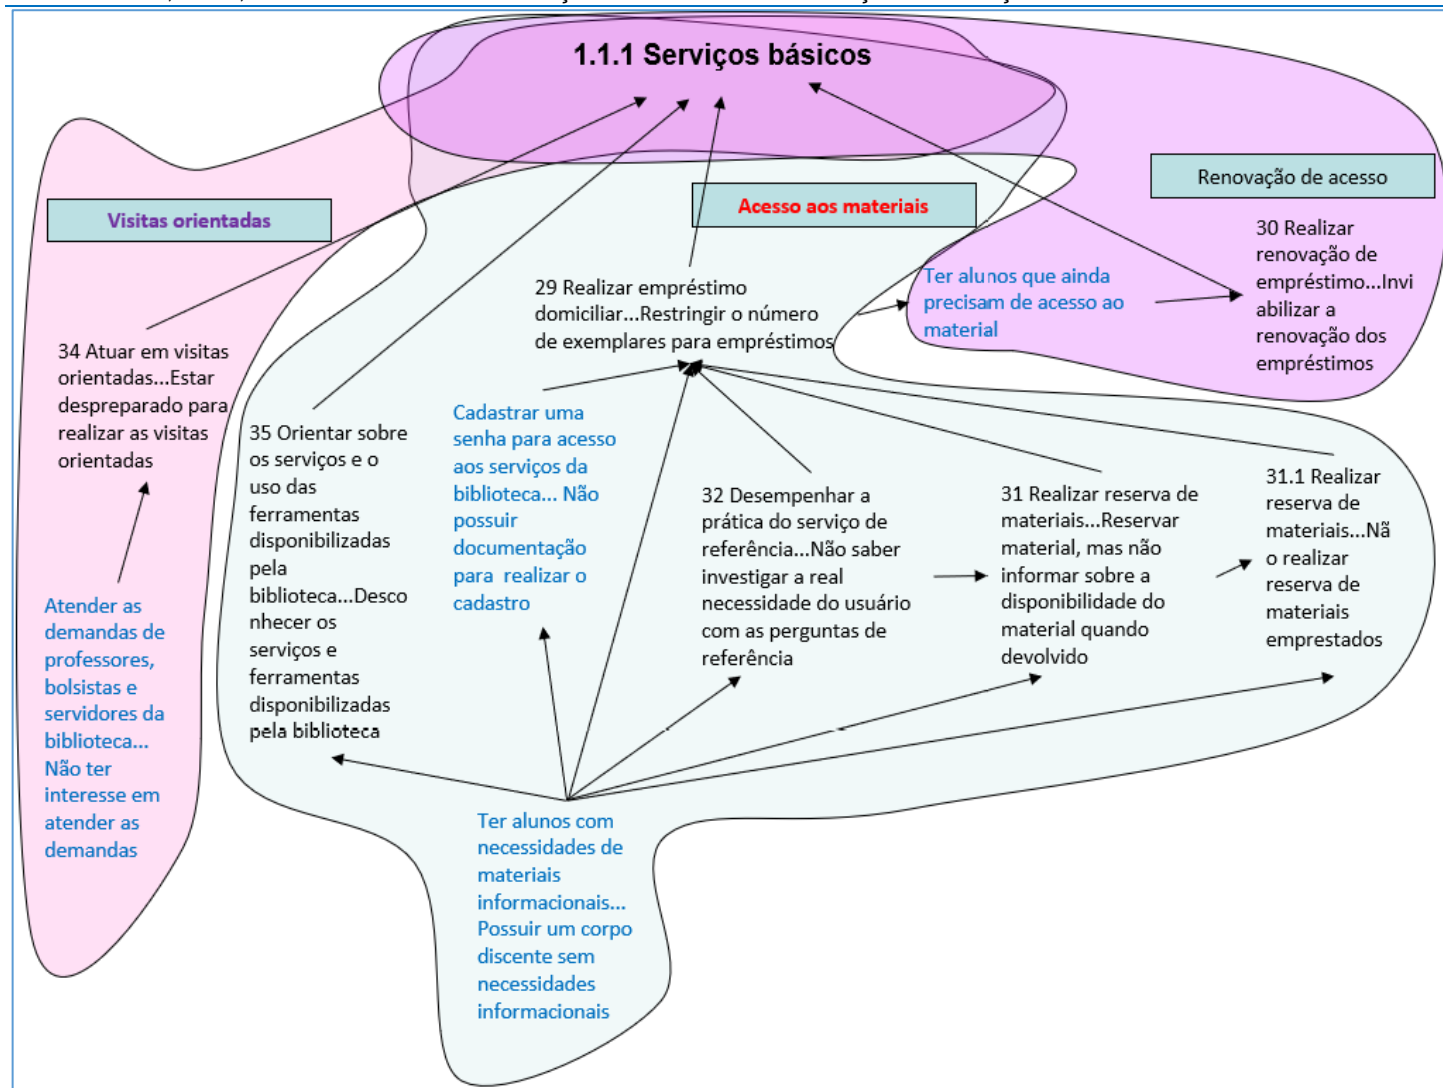 1.1.1 Serviços básicos
Visitas orientadas
Acesso aos materiais
Renovação de acesso
34 Atuar em visitas
orientadas...Estar
despreparado para
realizar as visitas
orientadas
Atender as
demandas de
professores,
bolsistas e
servidores da
biblioteca...
Não ter
interesse em
atender as
demandas
35 Orientar sobre
os serviços e o
uso das
ferramentas
disponibilizadas
pela
biblioteca...Desco
nhecer os
serviços e
ferramentas
disponibilizadas
pela biblioteca
29 Realizar empréstimo
domiciliar...Restringir o número
de exemplares para empréstimos
Cadastrar uma
senha para acesso
aos serviços da
biblioteca... Não
possuir
documentação
para realizar o
cadastro
32 Desempenhar a
prática do serviço de
referência...Não saber
investigar a real
necessidade do usuário
com as perguntas de
referência
31 Realizar reserva de
materiais...Reservar
material, mas não
informar sobre a
disponibilidade do
material quando
devolvido
31.1 Realizar
reserva de
materiais...Nã
o realizar
reserva de
materiais
emprestados
Ter alunos que ainda
precisam de acesso ao
material
30 Realizar
renovação de
empréstimo...Invi
abilizar a
renovação dos
empréstimos
Ter alunos com
necessidades de
materiais
informacionais...
Possuir um corpo
discente sem
necessidades
informacionais